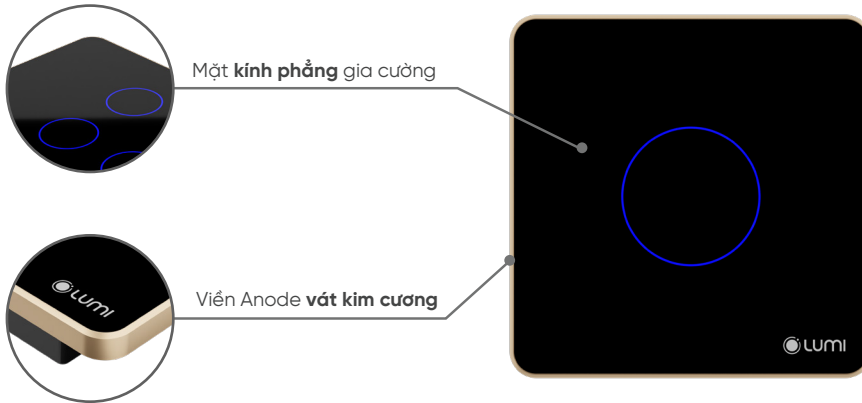 Mặt kính phẳng gia cường
LUMI
Viền Anode vát kim cương
LUMI